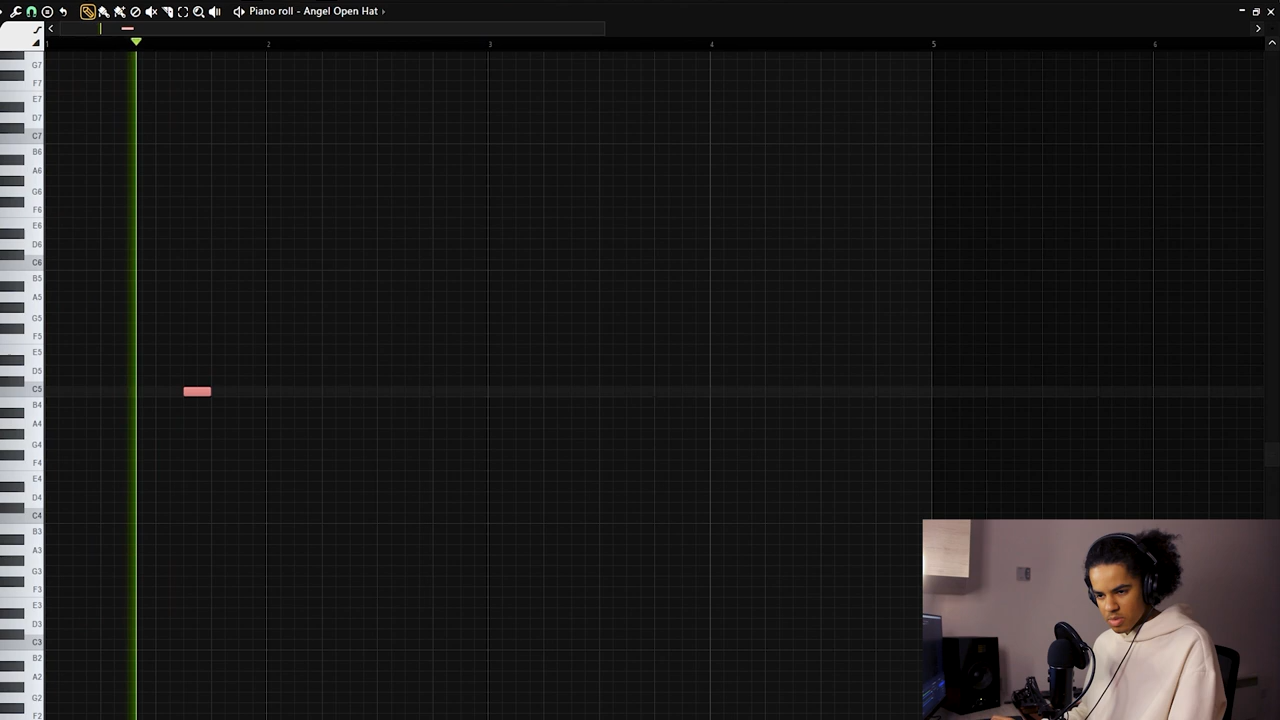 Piano roll - Angel Open Hat
1 2 3 4 5 6
G7
F7
E7
D7
C7
B6
A6
G6
F6
E6
D6
C6
B5
A5
G5
F5
E5
D5
C5
B4
A4
G4
F4
E4
D4
C4
B3
A3
G3
F3
E3
D3
C3
B2
A2
G2
F2